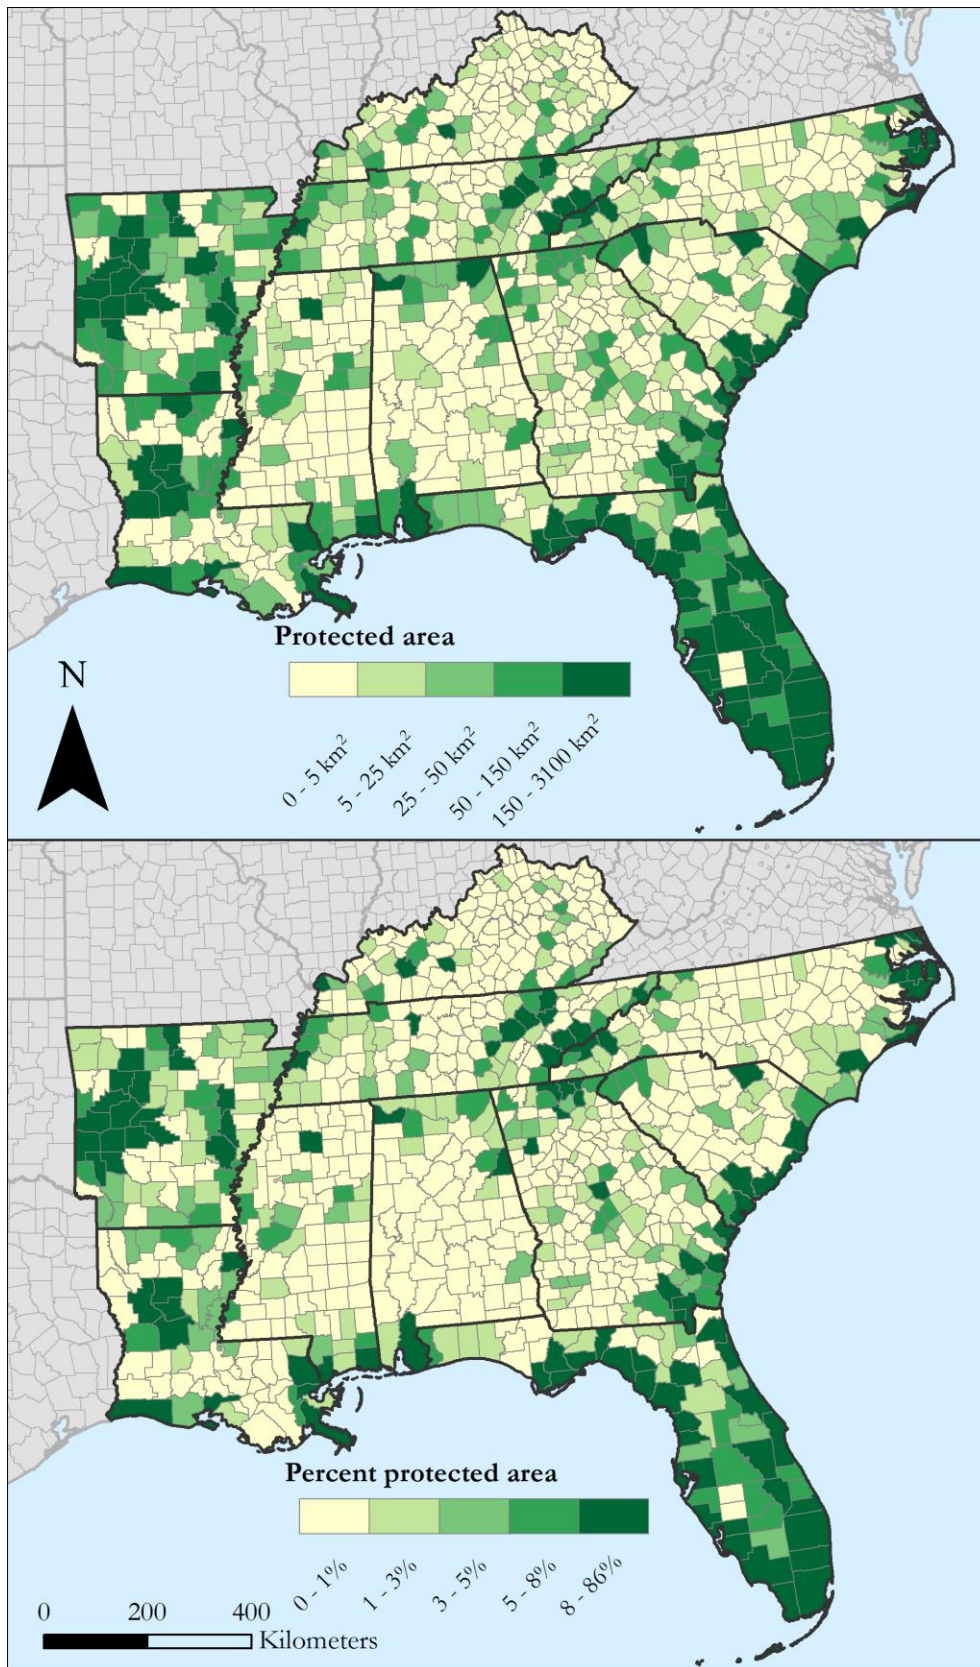 Protected area
N
0 - 5 km²
5 - 25 km²
25 - 50 km²
50 - 150 km²
150 - 3100 km²
Percent protected area
0 - 1%
1 - 3%
3 - 5%
5 - 8%
8 - 86%
0 200 400
Kilometers